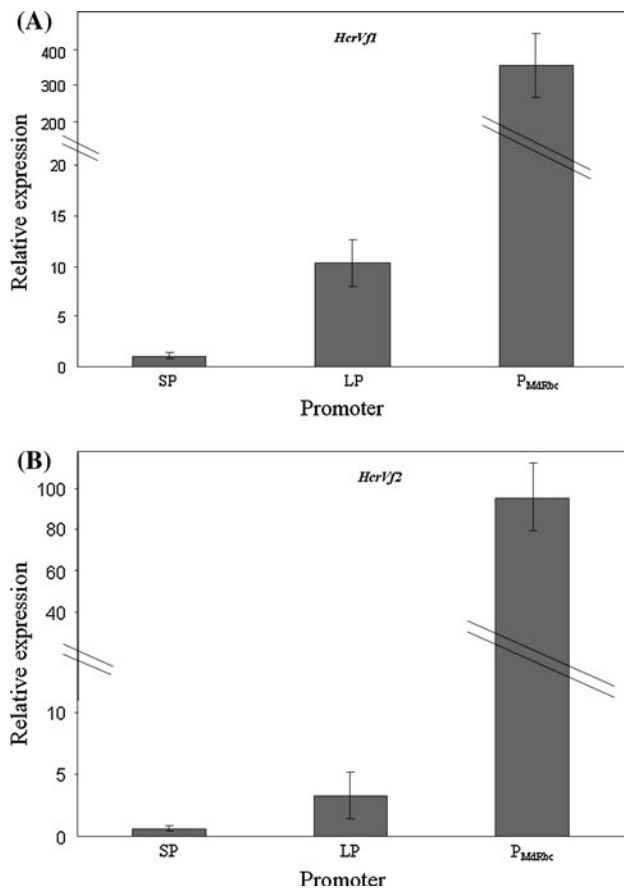 (A)
HcrVf1
400
300
200
20
15
10
5
0
Relative expression
SP LP PMdRbc
Promoter
(B)
HcrVf2
100
80
60
40
10
5
0
Relative expression
SP LP PMdRbc
Promoter